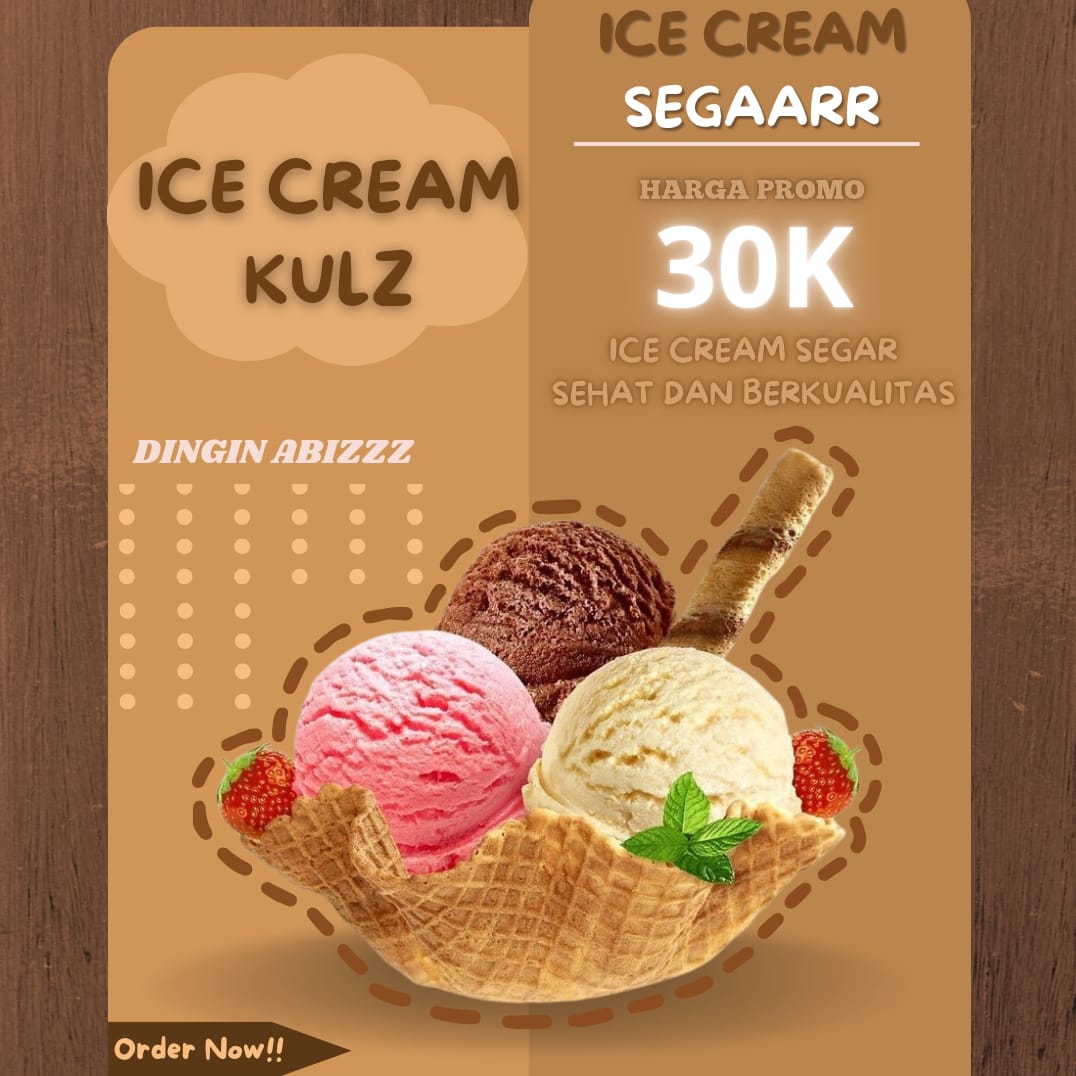 ICE CREAM
KULZ
DINGIN ABIZZZ
ICE CREAM
SEGAARR
HARGA PROMO
30K
ICE CREAM SEGAR
SEHAT DAN BERKUALITAS
Order Now!!